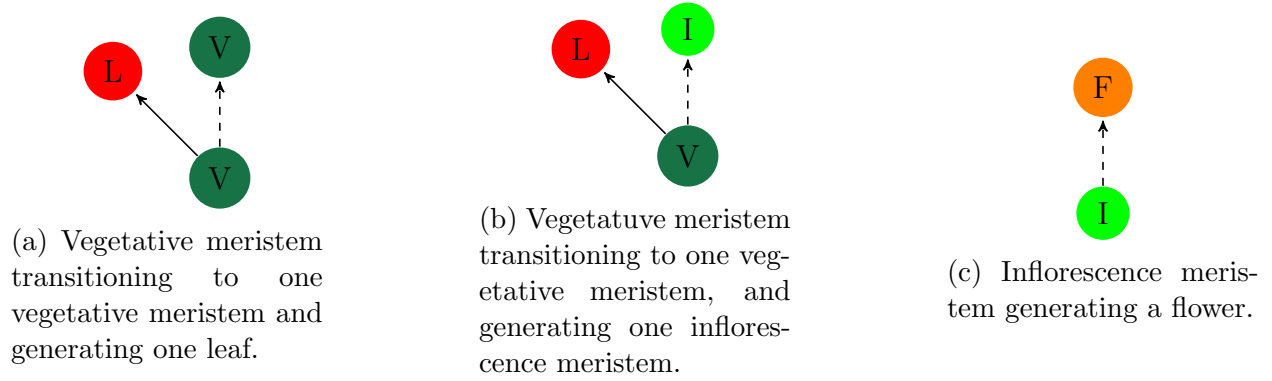 L
V
V
(a) Vegetative meristem
transitioning to one
vegetative meristem and
generating one leaf.
L
I
V
(b) Vegetatuve meristem
transitioning to one veg-
etative meristem, and
generating one inflores-
cence meristem.
F
I
(c) Inflorescence meris-
tem generating a flower.